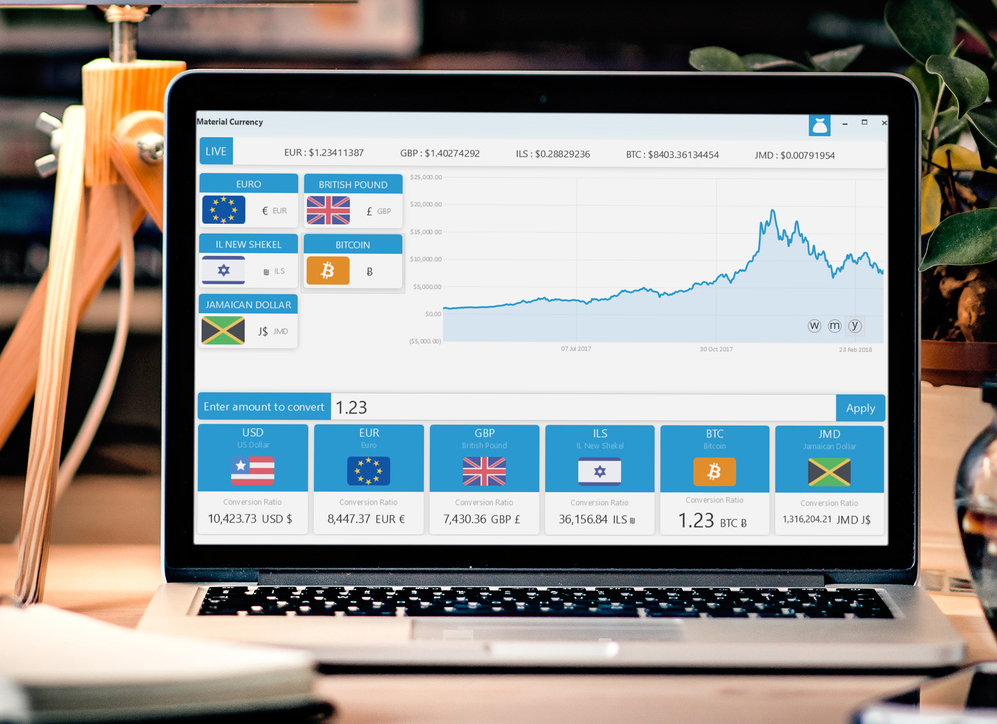 Material Currency
LIVE
EUR : $1.23411387
GBP : $1.40274292
ILS : $0.28829236
BTC : $8403.36134454
JMD : $0.00791954
EURO
€ EUR
BRITISH POUND
£ GBP
IL NEW SHEKEL
₪ ILS
BITCOIN
Ƀ
JAMAICAN DOLLAR
J$ JMD
$25,000.00
$20,000.00
$15,000.00
$10,000.00
$5,000.00
$0.00
($5,000.00)
07 Jul 2017
30 Oct 2017
23 Feb 2018
w m y
Enter amount to convert
1.23
Apply
USD
US Dollar
Conversion Ratio
10,423.73 USD $
EUR
Euro
Conversion Ratio
8,447.37 EUR €
GBP
British Pound
Conversion Ratio
7,430.36 GBP £
ILS
IL New Shekel
Conversion Ratio
36,156.84 ILS ₪
BTC
Bitcoin
Conversion Ratio
1.23 BTC Ƀ
JMD
Jamaican Dollar
Conversion Ratio
1,316,204.21 JMD J$